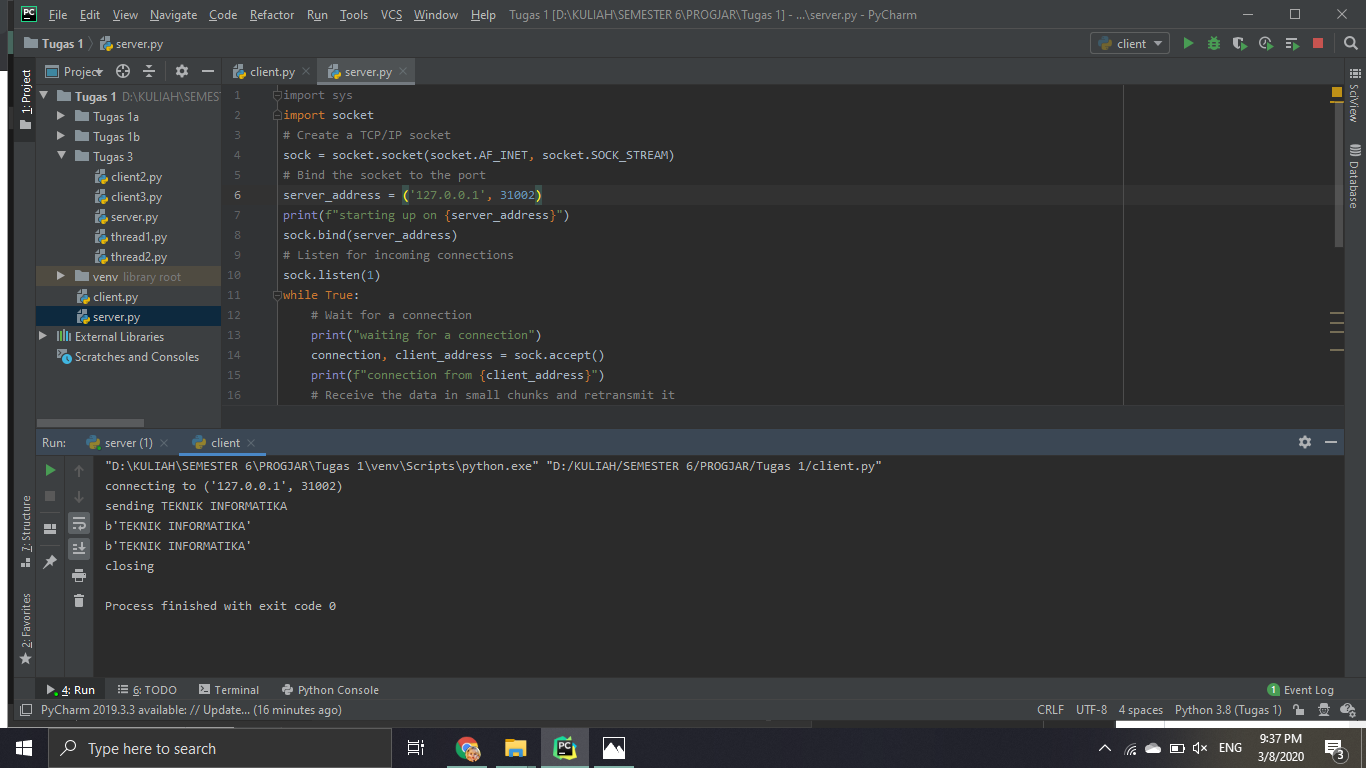 File Edit View Navigate Code Refactor Run Tools VCS Window Help Tugas 1 [D:\KULIAH\SEMESTER 6\PROGJAR\Tugas 1] - ...\server.py - PyCharm
Tugas 1 server.py client
Project client.py server.py
1: Project
Tugas 1 D:\KULIAH\SEMES
Tugas 1a
Tugas 1b
Tugas 3
client2.py
client3.py
server.py
thread1.py
thread2.py
venv library root
client.py
server.py
External Libraries
Scratches and Consoles
1 import sys
2 import socket
3 # Create a TCP/IP socket
4 sock = socket.socket(socket.AF_INET, socket.SOCK_STREAM)
5 # Bind the socket to the port
6 server_address = ('127.0.0.1', 31002)
7 print(f"starting up on {server_address}")
8 sock.bind(server_address)
9 # Listen for incoming connections
10 sock.listen(1)
11 while True:
12 # Wait for a connection
13 print("waiting for a connection")
14 connection, client_address = sock.accept()
15 print(f"connection from {client_address}")
16 # Receive the data in small chunks and retransmit it
SciView
Database
Run: server (1) client
"D:\KULIAH\SEMESTER 6\PROGJAR\Tugas 1\venv\Scripts\python.exe" "D:/KULIAH/SEMESTER 6/PROGJAR/Tugas 1/client.py"
connecting to ('127.0.0.1', 31002)
sending TEKNIK INFORMATIKA
b'TEKNIK INFORMATIKA'
b'TEKNIK INFORMATIKA'
closing
Process finished with exit code 0
7: Structure
2: Favorites
4: Run 6: TODO Terminal Python Console 1 Event Log
PyCharm 2019.3.3 available: // Update... (16 minutes ago) CRLF UTF-8 4 spaces Python 3.8 (Tugas 1)
Type here to search
ENG
9:37 PM
3/8/2020
3